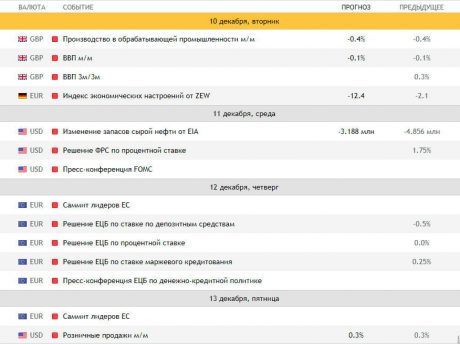 ВАЛЮТА СОБЫТИЕ ПРОГНОЗ ПРЕДЫДУЩЕЕ
10 декабря, вторник
GBP Производство в обрабатывающей промышленности м/м -0.4% -0.4%
GBP ВВП м/м -0.1% -0.1%
GBP ВВП 3м/3м 0.3%
EUR Индекс экономических настроений от ZEW -12.4 -2.1
11 декабря, среда
USD Изменение запасов сырой нефти от EIA -3.188 млн -4.856 млн
USD Решение ФРС по процентной ставке 1.75%
USD Пресс-конференция FOMC
12 декабря, четверг
EUR Саммит лидеров ЕС
EUR Решение ЕЦБ по ставке по депозитным средствам -0.5%
EUR Решение ЕЦБ по процентной ставке 0.0%
EUR Решение ЕЦБ по ставке маржевого кредитования 0.25%
EUR Пресс-конференция ЕЦБ по денежно-кредитной политике
13 декабря, пятница
EUR Саммит лидеров ЕС
USD Розничные продажи м/м 0.3% 0.3%